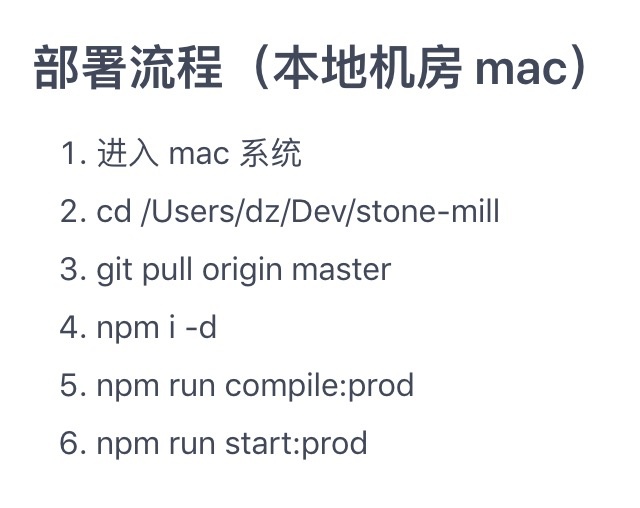 部署流程（本地机房 mac）
1. 进入 mac 系统
2. cd /Users/dz/Dev/stone-mill
3. git pull origin master
4. npm i -d
5. npm run compile:prod
6. npm run start:prod